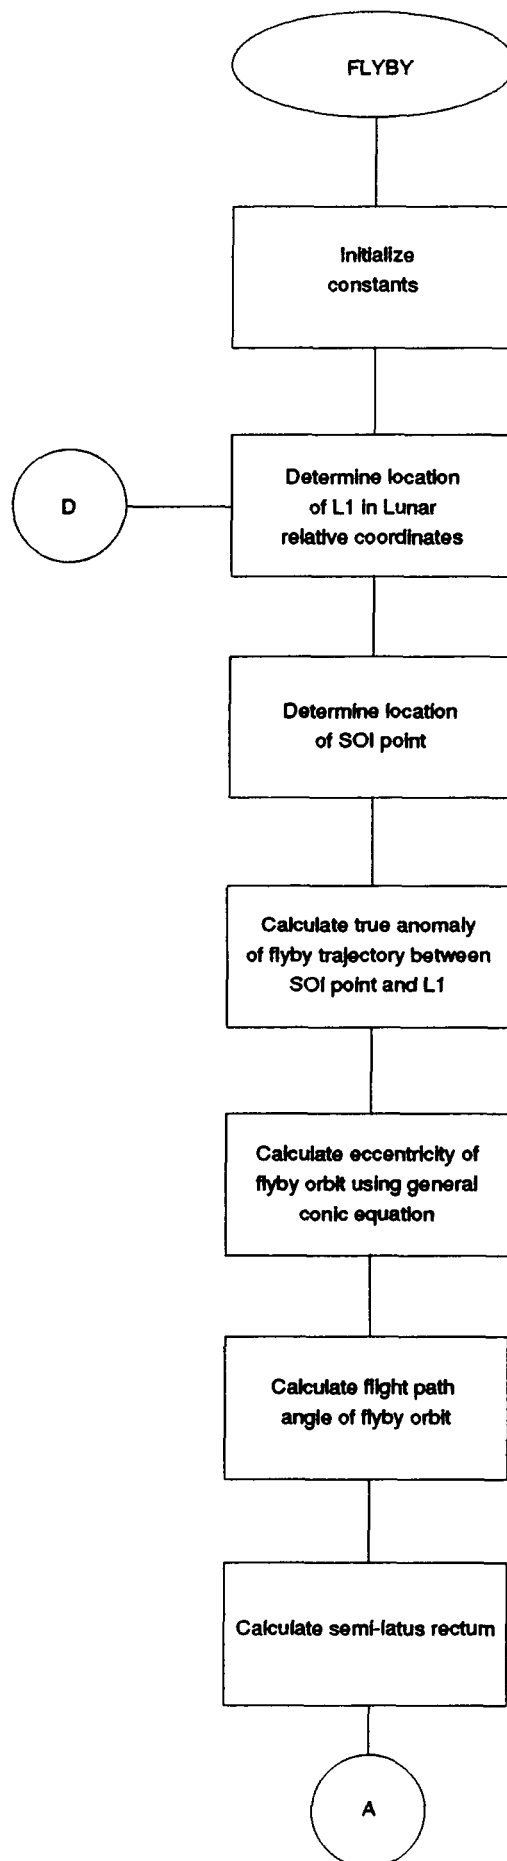 FLYBY
Initialize
constants
D
Determine location
of L1 in Lunar
relative coordinates
Determine location
of SOI point
Calculate true anomaly
of flyby trajectory between
SOI point and L1
Calculate eccentricity of
flyby orbit using general
conic equation
Calculate flight path
angle of flyby orbit
Calculate semi-latus rectum
A